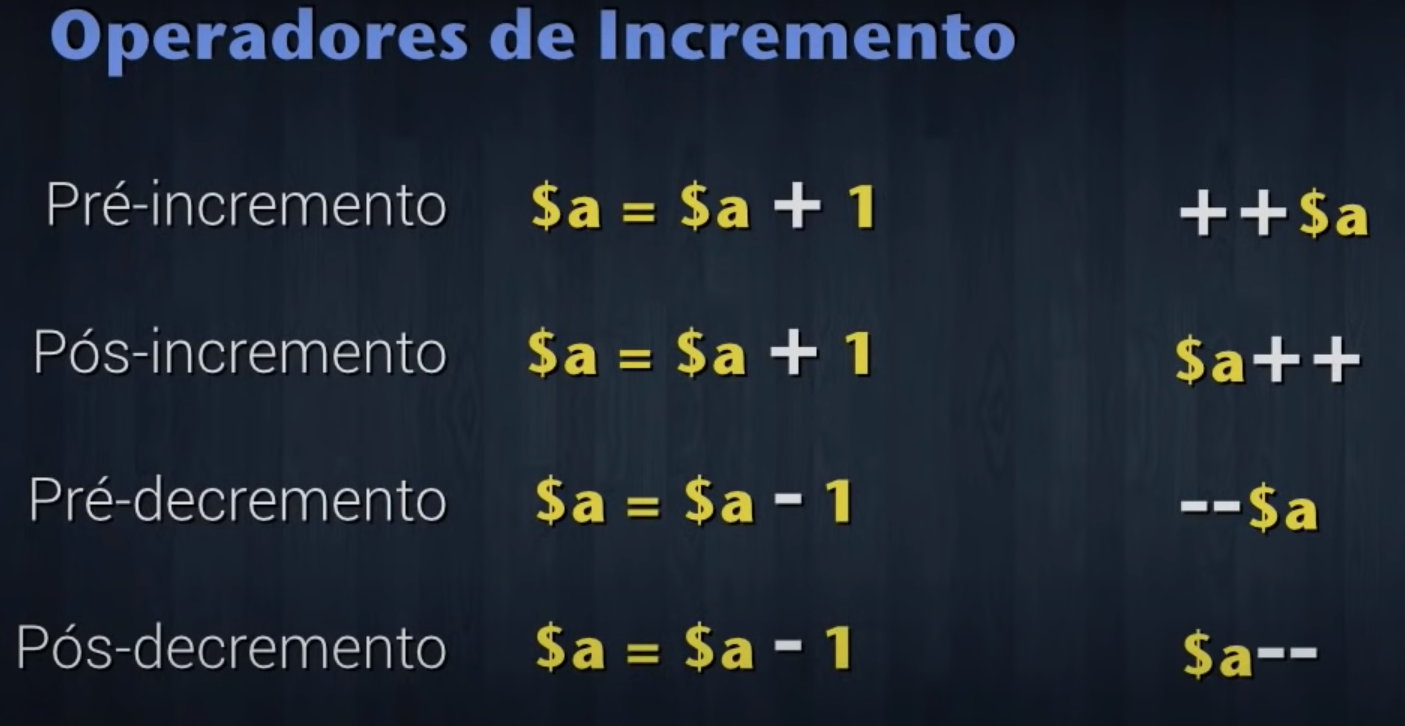 Operadores de Incremento
Pré-incremento $a = $a + 1 ++$a
Pós-incremento $a = $a + 1 $a++
Pré-decremento $a = $a - 1 --$a
Pós-decremento $a = $a - 1 $a--